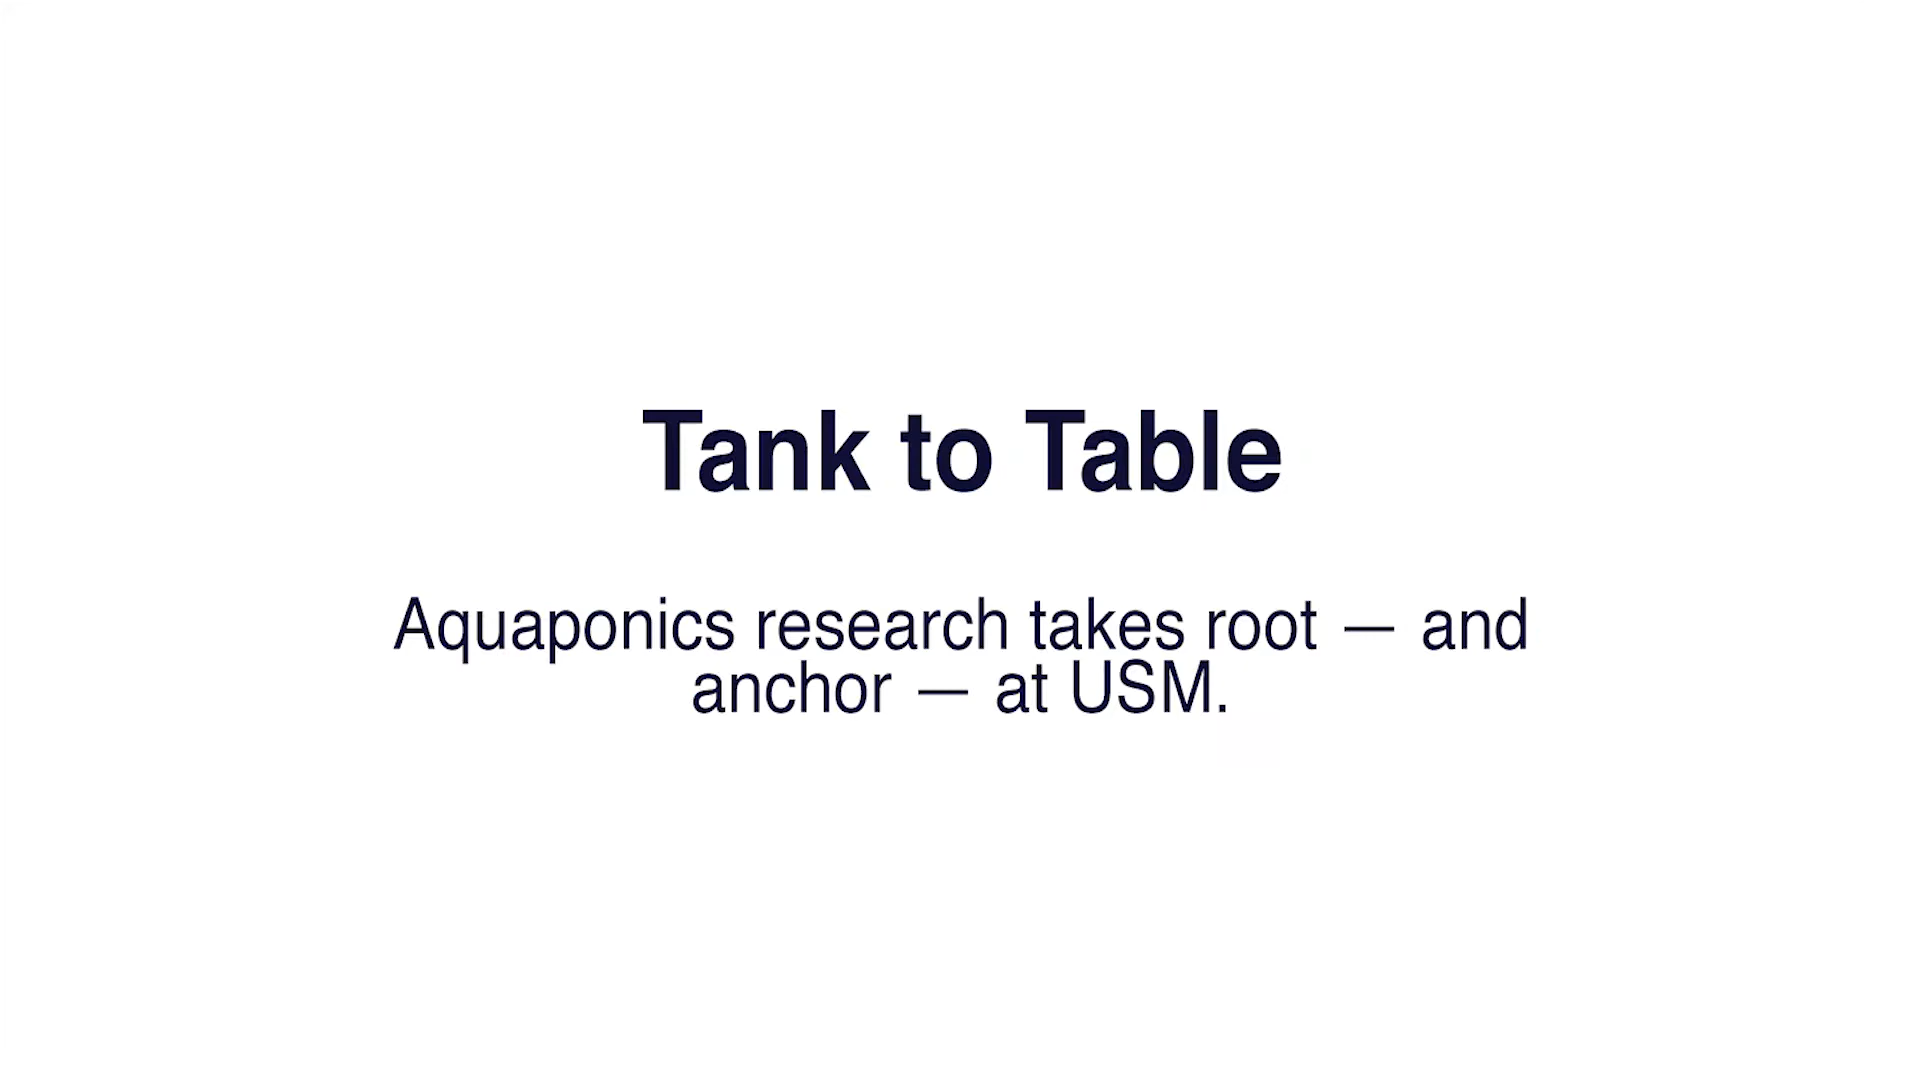 Tank to Table
Aquaponics research takes root — and
anchor — at USM.